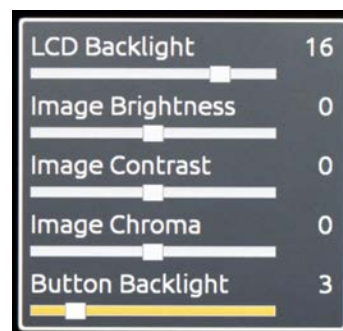 LCD Backlight 16
Image Brightness 0
Image Contrast 0
Image Chroma 0
Button Backlight 3